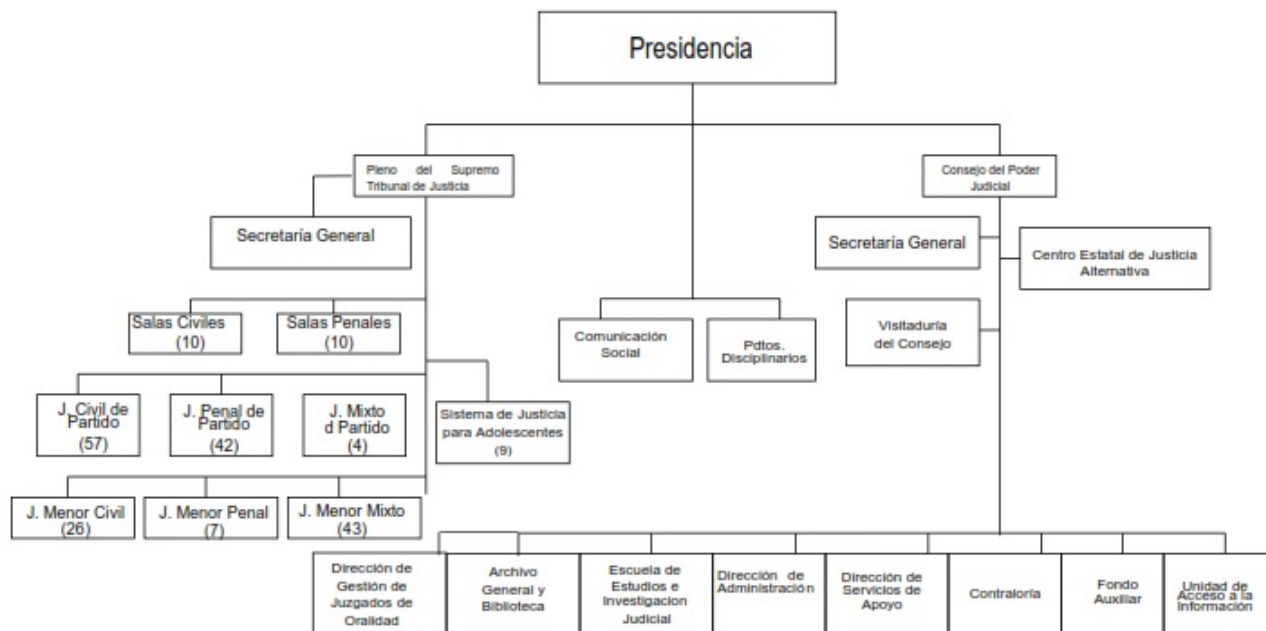 Presidencia
Pleno del Supremo
Tribunal de Justicia
Consejo del Poder
Judicial
Secretaría General
Secretaría General
Centro Estatal de Justicia
Alternativa
Salas Civiles
(10)
Salas Penales
(10)
Comunicación
Social
Pdtos.
Disciplinarios
Visitaduría
del Consejo
J. Civil de
Partido
(57)
J. Penal de
Partido
(42)
J. Mixto
d Partido
(4)
Sistema de Justicia
para Adolescentes
(9)
J. Menor Civil
(26)
J. Menor Penal
(7)
J. Menor Mixto
(43)
Dirección de
Gestión de
Juzgados de
Oralidad
Archivo
General y
Biblioteca
Escuela de
Estudios e
Investigacion
Judicial
Dirección de
Administración
Dirección de
Servicios de
Apoyo
Contraloría
Fondo
Auxiliar
Unidad de
Acceso a la
Información